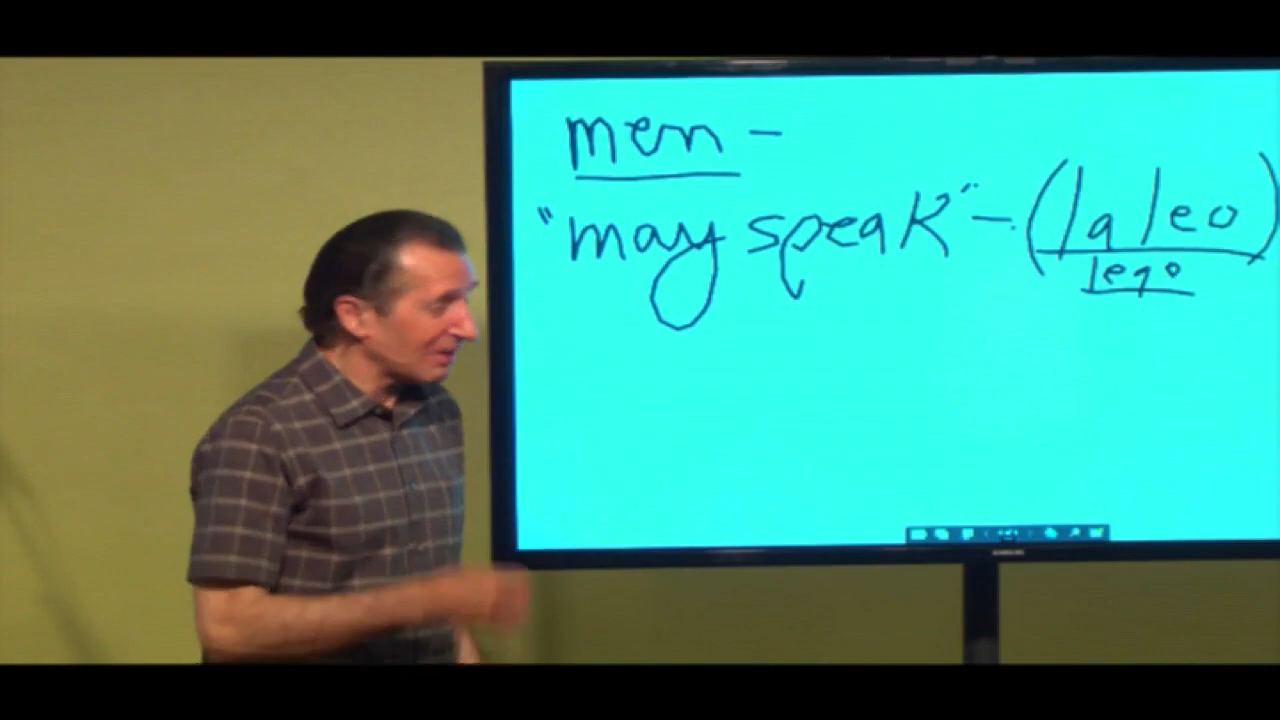 men -
"may speak" - (laleo)
lego